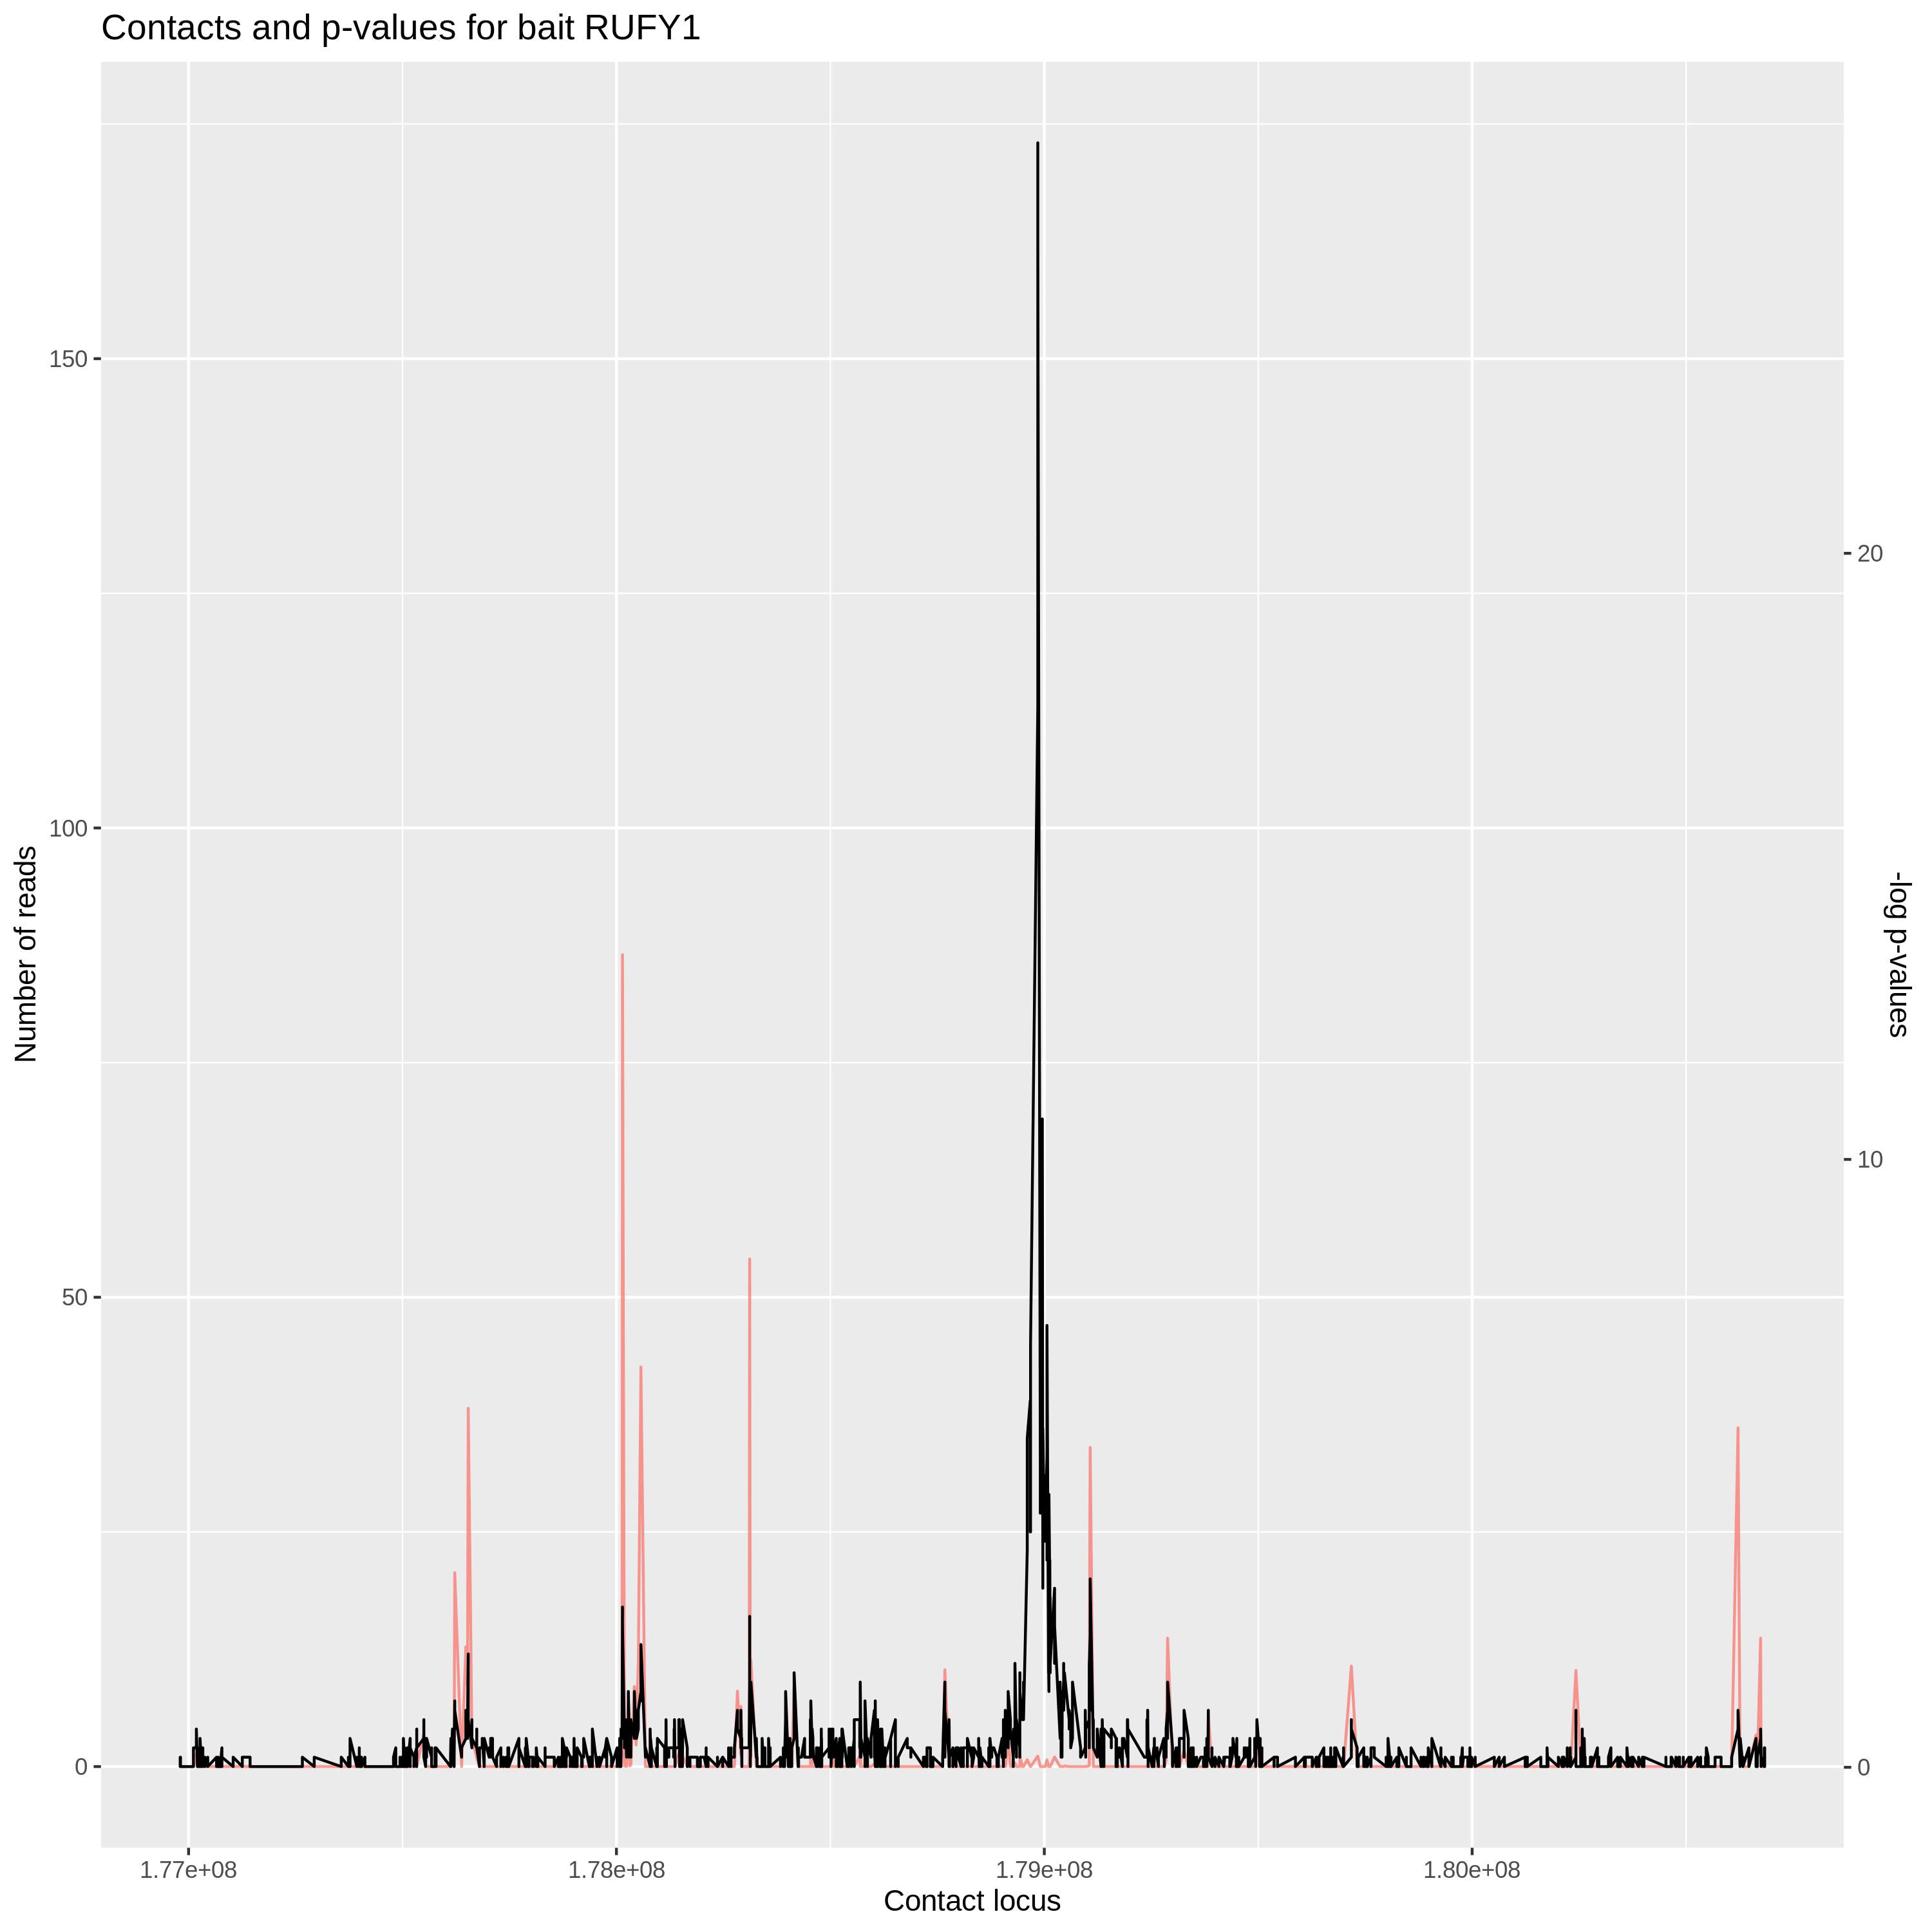 Contacts and p-values for bait RUFY1
150
100
50
0
Number of reads
20
10
0
-log p-values
1.77e+08
1.78e+08
1.79e+08
1.80e+08
Contact locus